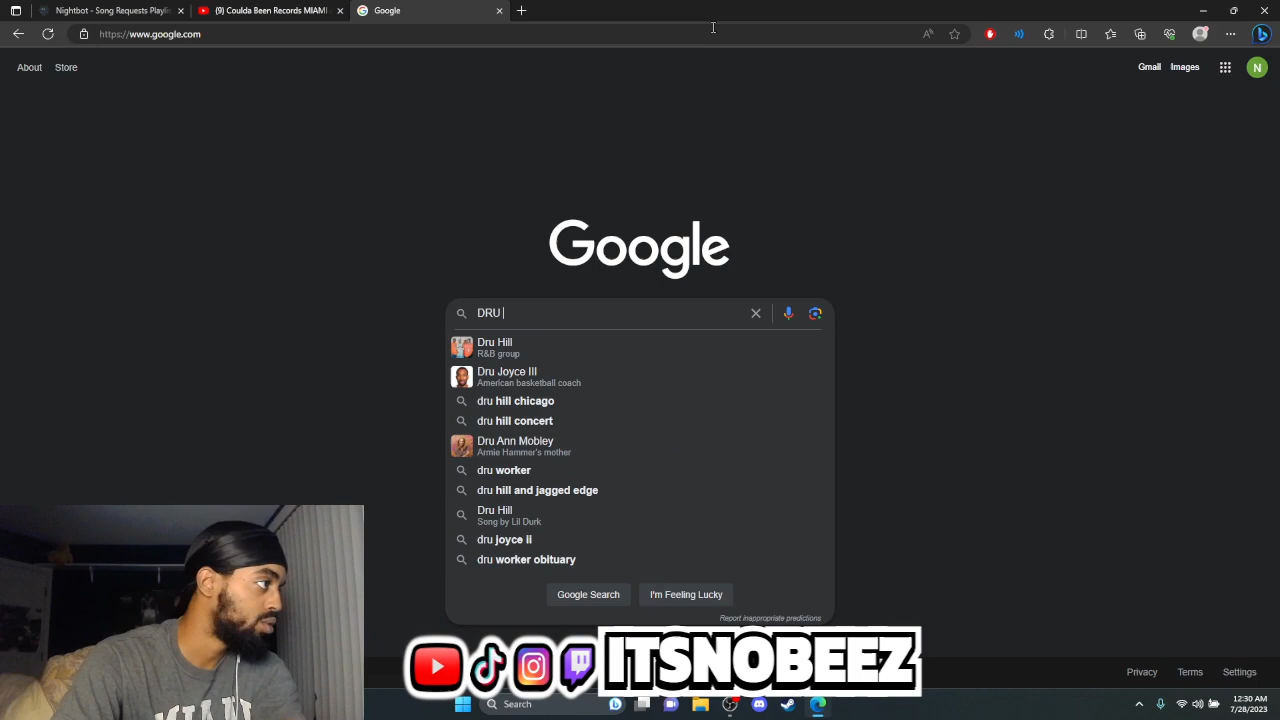 Nightbot - Song Requests Playlis
(9) Coulda Been Records MIAMI
Google
https://www.google.com
About
Store
Gmail
Images
N
Google
DRU
Dru Hill
R&B group
Dru Joyce III
American basketball coach
dru hill chicago
dru hill concert
Dru Ann Mobley
Armie Hammer's mother
dru worker
dru hill and jagged edge
Dru Hill
Song by Lil Durk
dru joyce ii
dru worker obituary
Google Search
I'm Feeling Lucky
Report inappropriate predictions
ITSNOBEEZ
Privacy
Terms
Settings
Search
12:30 AM
7/28/2023